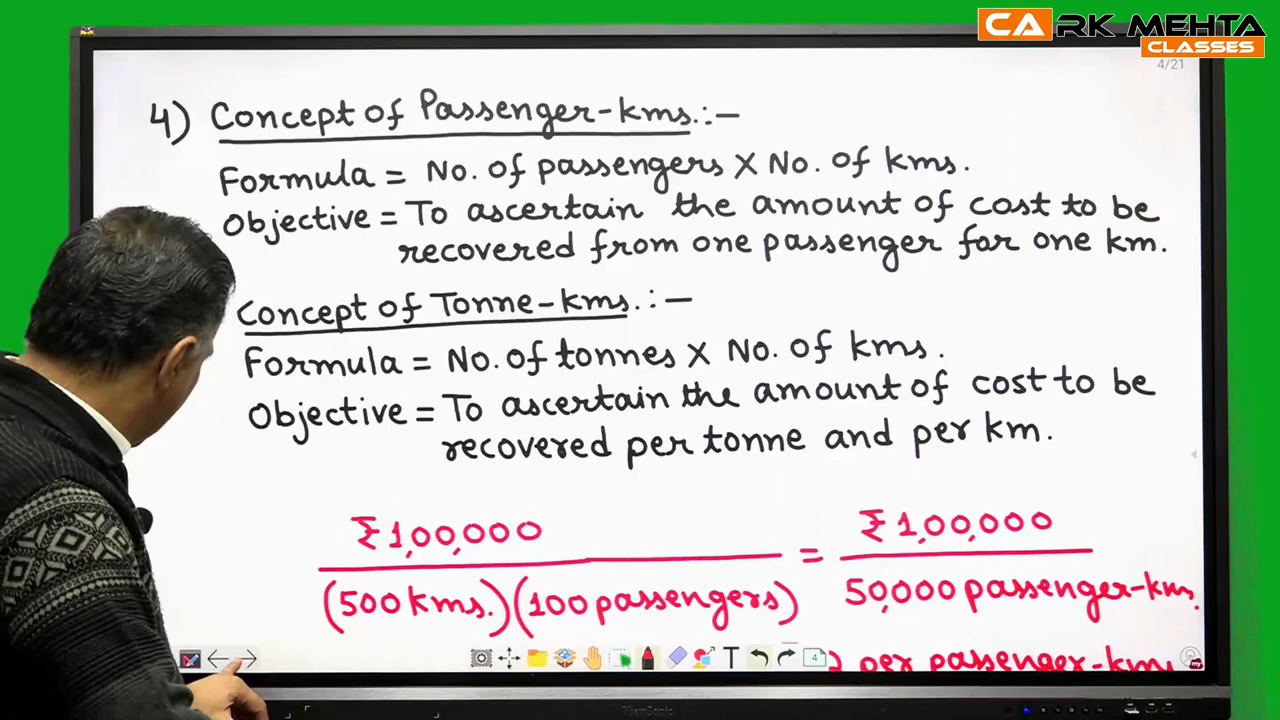 CA RK MEHTA
CLASSES
4/21
4) Concept of Passenger-kms.:-
Formula = No. of passengers X No. of kms.
Objective = To ascertain the amount of cost to be
recovered from one passenger for one km.
Concept of Tonne-kms.:-
Formula = No. of tonnes X No. of kms.
Objective = To ascertain the amount of cost to be
recovered per tonne and per km.
₹1,00,000 = ₹1,00,000
(500 kms.)(100 passengers) 50,000 passenger-km.
2 per passenger-km.
T 4